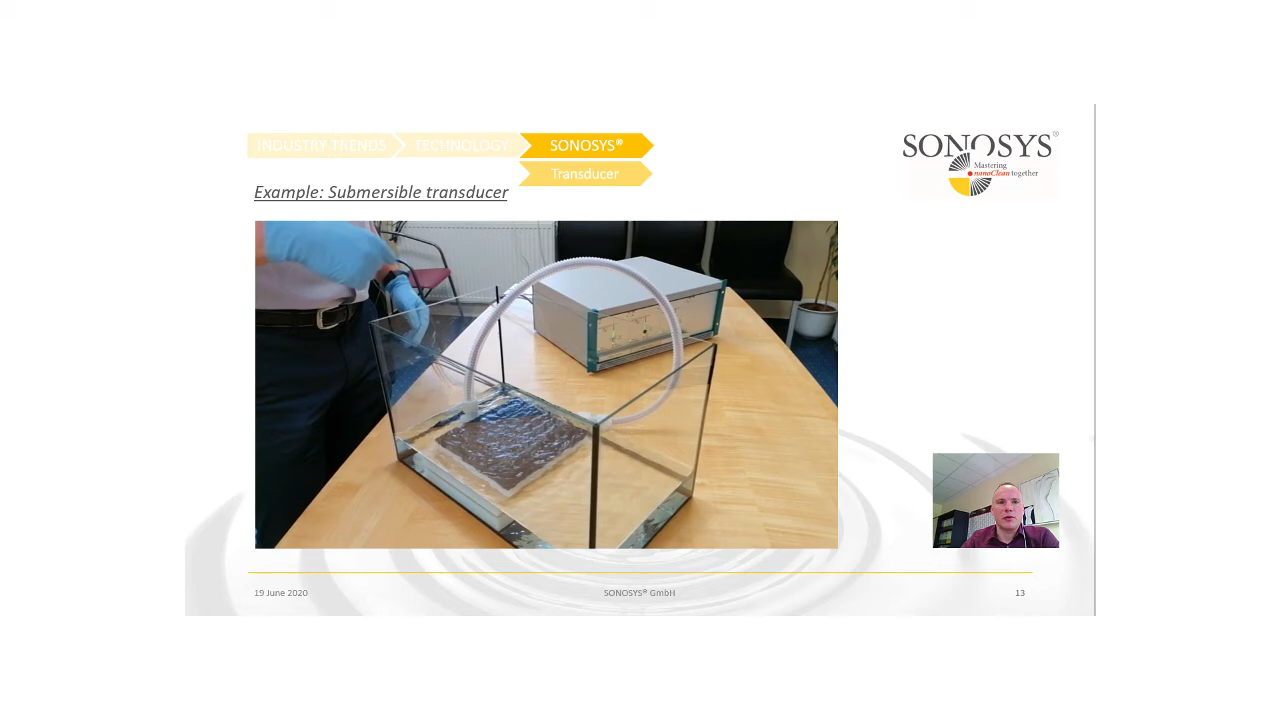 INDUSTRY TRENDS
TECHNOLOGY
SONOSYS®
Transducer
SONOSYS®
Mastering
nanoClean together
Example: Submersible transducer
19 June 2020
SONOSYS® GmbH
13